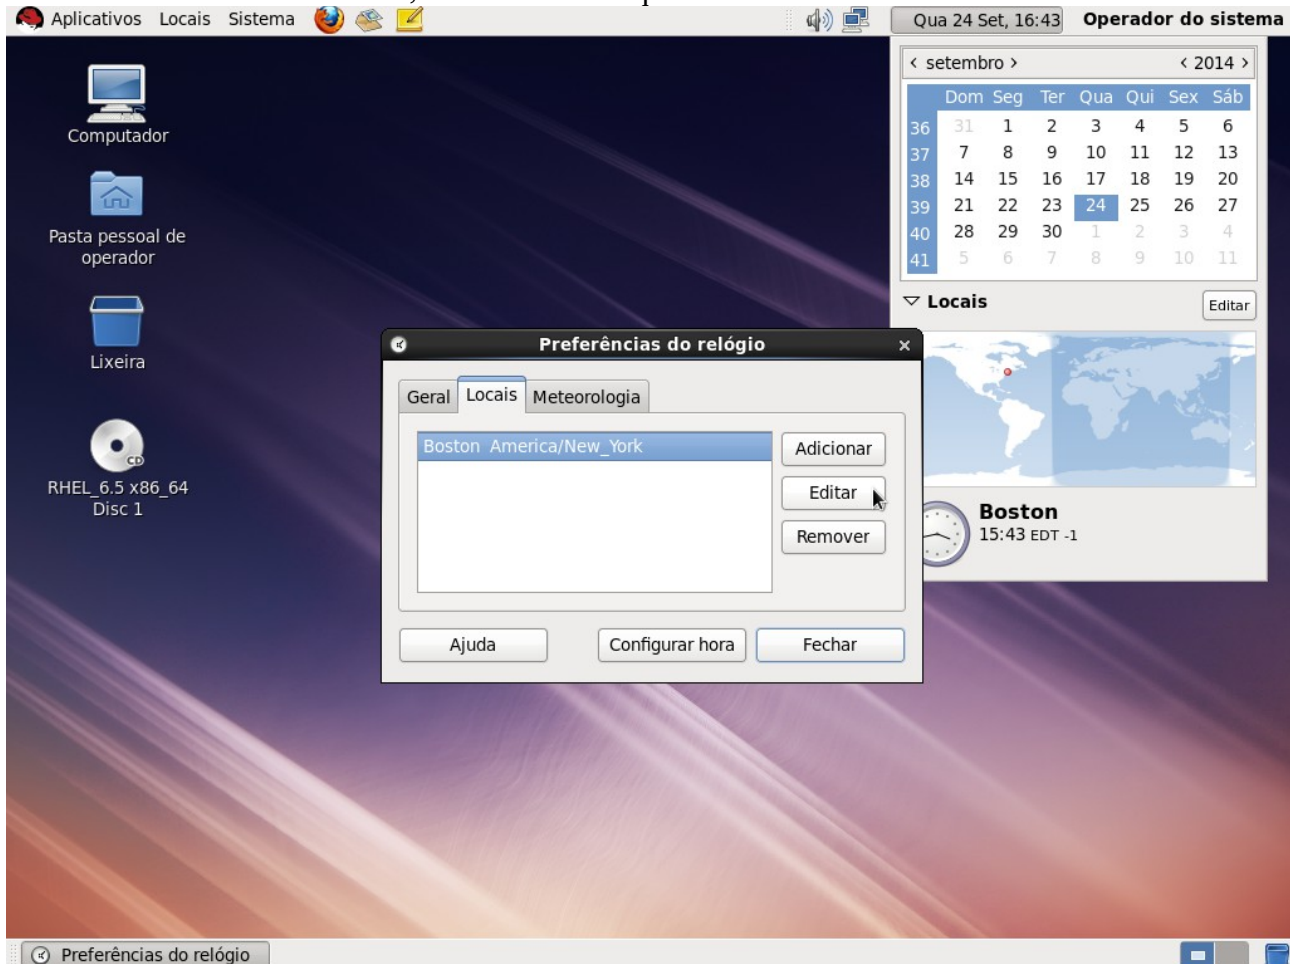 Aplicativos Locais Sistema
Qua 24 Set, 16:43 Operador do sistema
Computador
Pasta pessoal de
operador
Lixeira
CD
RHEL_6.5 x86_64
Disc 1
< setembro > < 2014 >
Dom Seg Ter Qua Qui Sex Sáb
36 31 1 2 3 4 5 6
37 7 8 9 10 11 12 13
38 14 15 16 17 18 19 20
39 21 22 23 24 25 26 27
40 28 29 30 1 2 3 4
41 5 6 7 8 9 10 11
Locais Editar
Boston
15:43 EDT -1
Preferências do relógio
Geral Locais Meteorologia
Boston America/New_York
Adicionar
Editar
Remover
Ajuda Configurar hora Fechar
Preferências do relógio